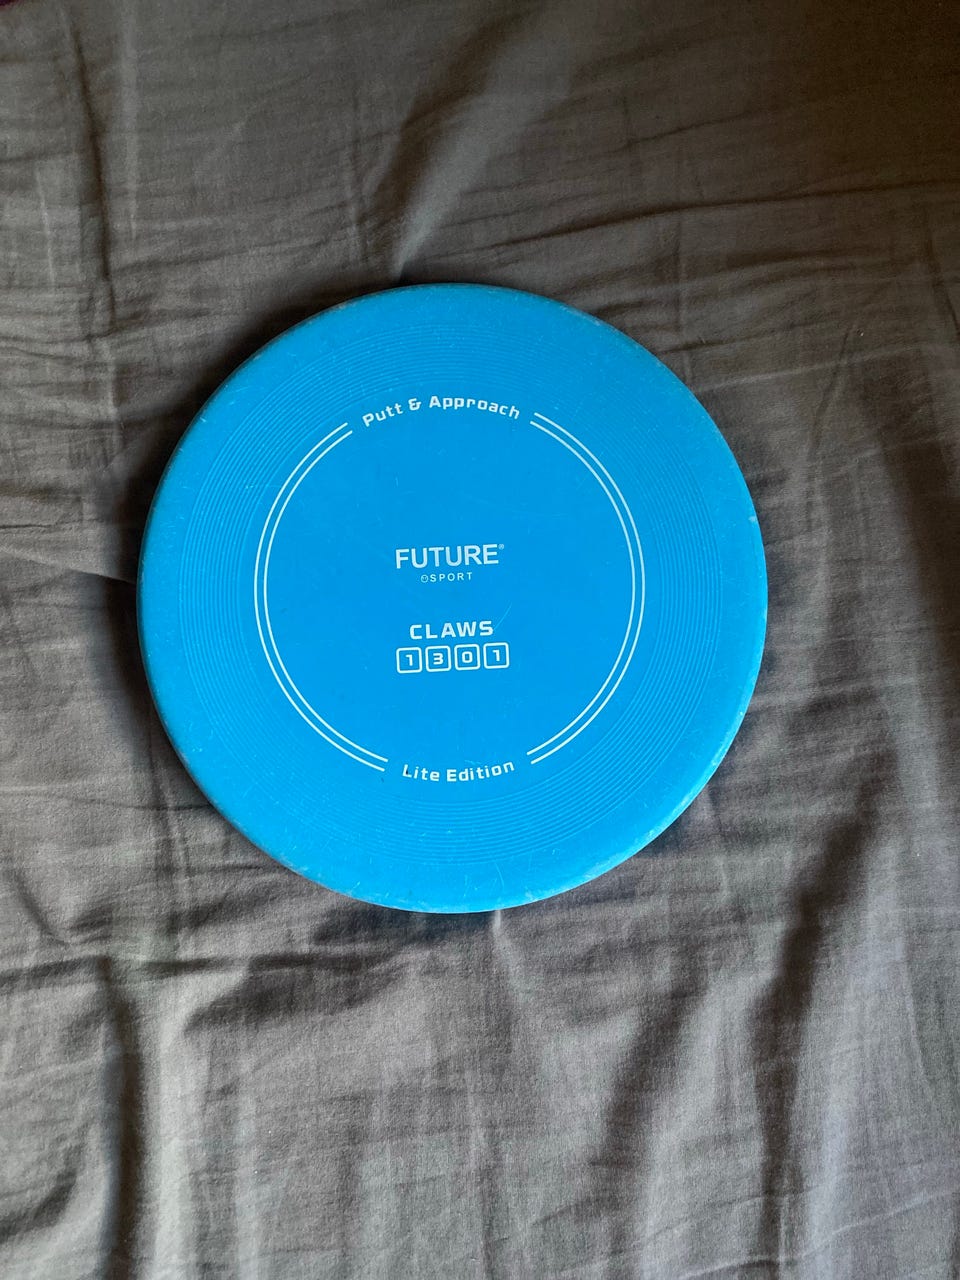 Putt & Approach
FUTURE®
SPORT
CLAWS
1 3 0 1
Lite Edition